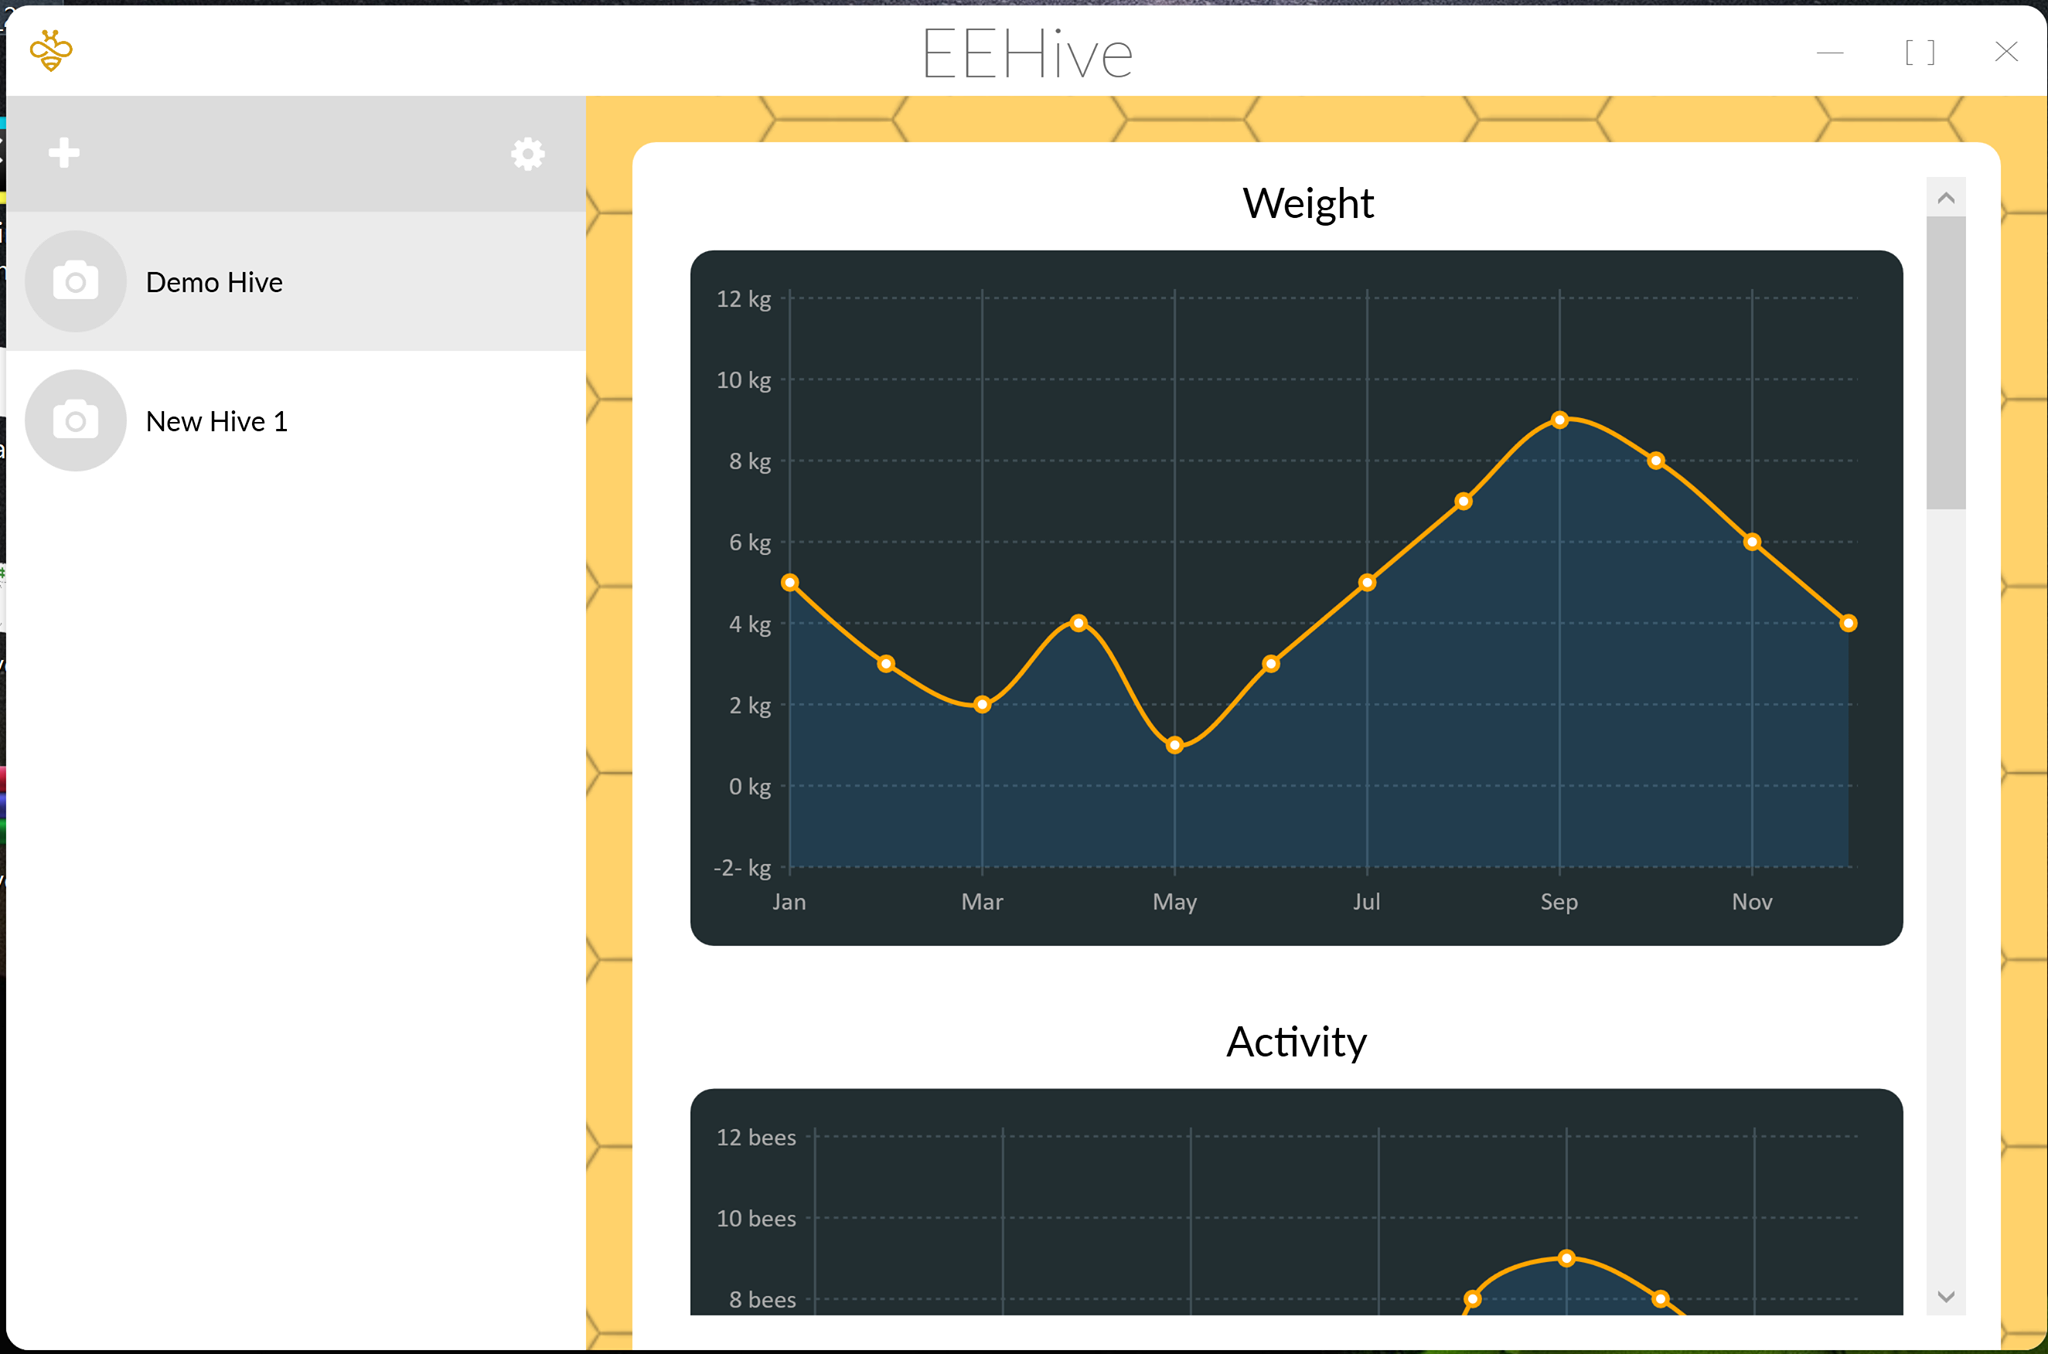 EEHive
Demo Hive
New Hive 1
Weight
12 kg
10 kg
8 kg
6 kg
4 kg
2 kg
0 kg
-2- kg
Jan Mar May Jul Sep Nov
Activity
12 bees
10 bees
8 bees